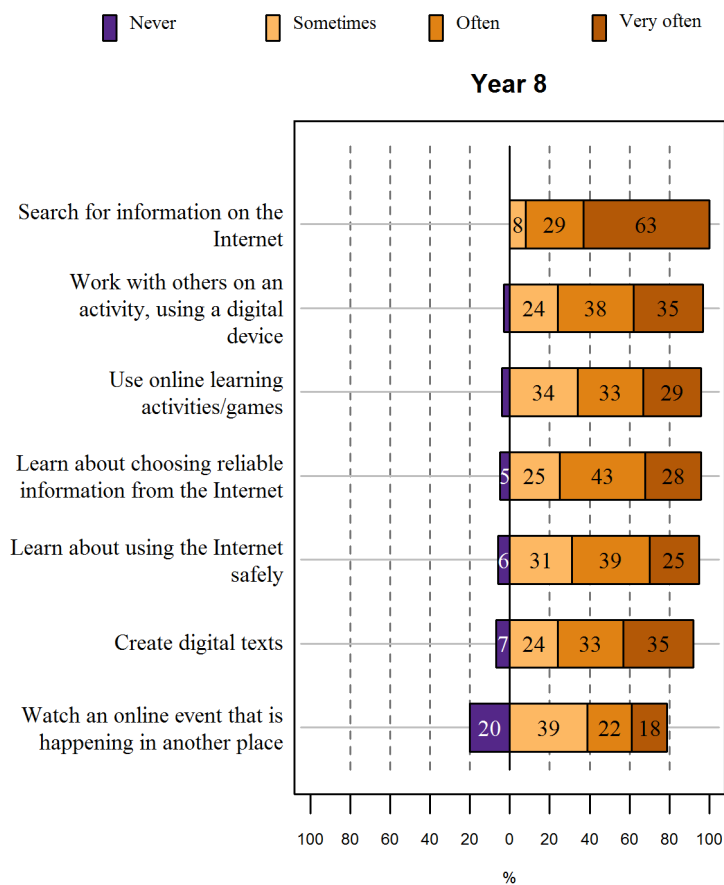 Never Sometimes Often Very often
Year 8
Search for information on the
Internet
8 29 63
Work with others on an
activity, using a digital
device
24 38 35
Use online learning
activities/games
34 33 29
Learn about choosing reliable
information from the Internet
5 25 43 28
Learn about using the Internet
safely
6 31 39 25
Create digital texts
7 24 33 35
Watch an online event that is
happening in another place
20 39 22 18
100 80 60 40 20 0 20 40 60 80 100
%